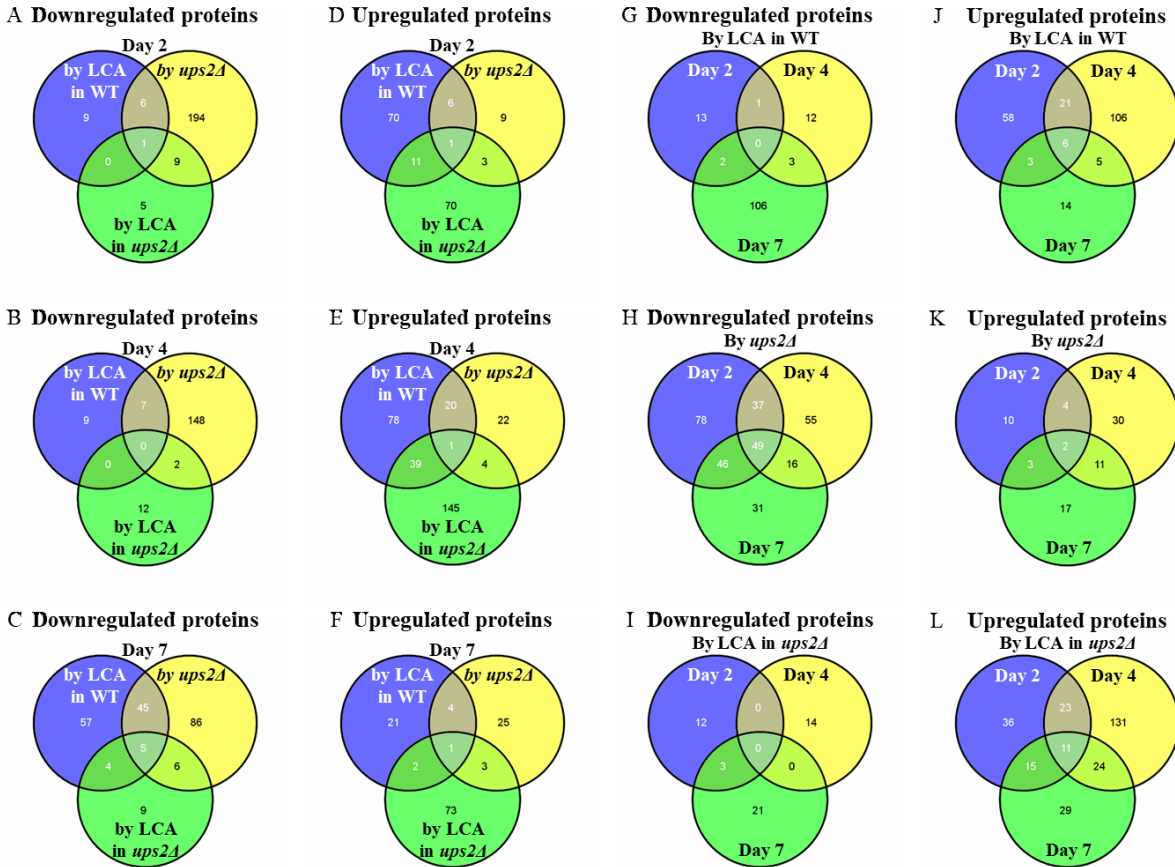 A Downregulated proteins
Day 2
by LCA
in WT
by ups2Δ
6
9
194
1
0
9
5
by LCA
in ups2Δ
D Upregulated proteins
Day 2
by LCA
in WT
by ups2Δ
6
70
9
1
11
3
70
by LCA
in ups2Δ
G Downregulated proteins
By LCA in WT
Day 2
Day 4
1
13
12
0
2
3
106
Day 7
J Upregulated proteins
By LCA in WT
Day 2
Day 4
21
58
106
6
3
5
14
Day 7
B Downregulated proteins
Day 4
by LCA
in WT
by ups2Δ
7
9
148
0
0
2
12
by LCA
in ups2Δ
E Upregulated proteins
Day 4
by LCA
in WT
by ups2Δ
20
78
22
1
39
4
145
by LCA
in ups2Δ
H Downregulated proteins
By ups2Δ
Day 2
Day 4
37
78
55
49
46
16
31
Day 7
K Upregulated proteins
By ups2Δ
Day 2
Day 4
4
10
30
2
3
11
17
Day 7
C Downregulated proteins
Day 7
by LCA
in WT
by ups2Δ
45
57
86
5
4
6
9
by LCA
in ups2Δ
F Upregulated proteins
Day 7
by LCA
in WT
by ups2Δ
4
21
25
1
2
3
73
by LCA
in ups2Δ
I Downregulated proteins
By LCA in ups2Δ
Day 2
Day 4
0
12
14
0
3
0
21
Day 7
L Upregulated proteins
By LCA in ups2Δ
Day 2
Day 4
23
36
131
11
15
24
29
Day 7